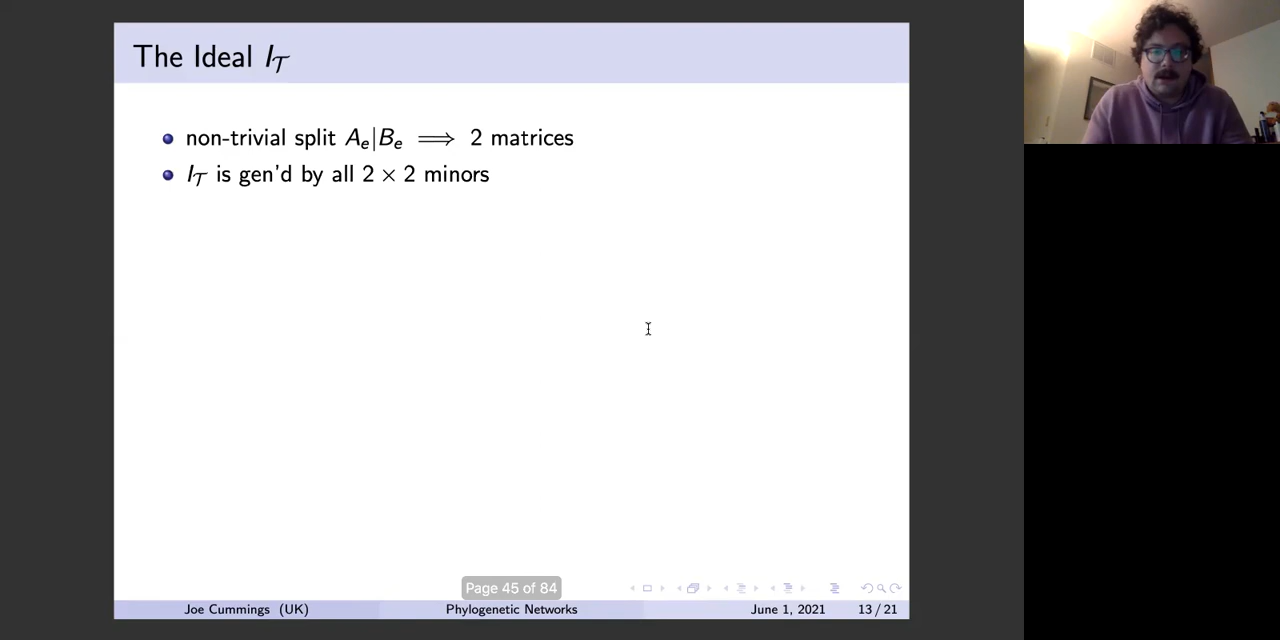 The Ideal I_𝒯
non-trivial split A_e|B_e ⟹ 2 matrices
I_𝒯 is gen'd by all 2 × 2 minors
Page 45 of 84
Joe Cummings (UK) Phylogenetic Networks June 1, 2021 13 / 21